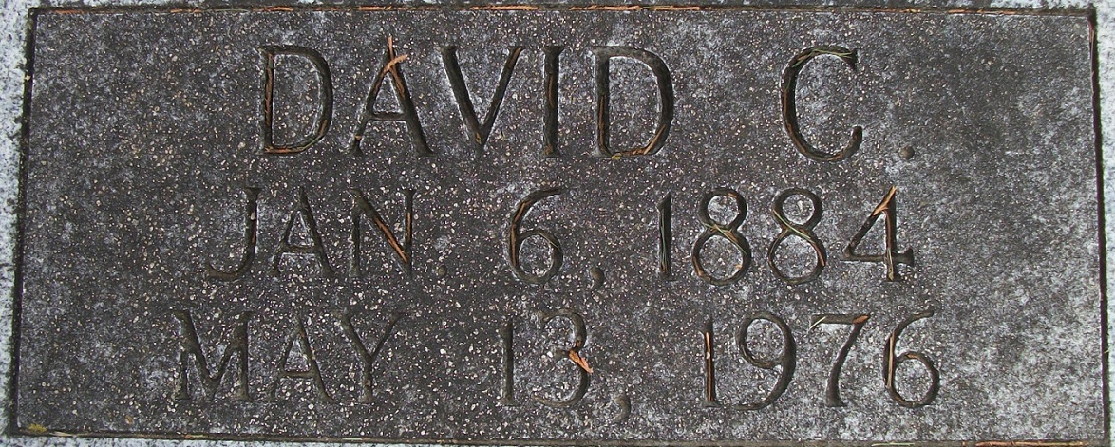 DAVID C.
JAN. 6, 1884
MAY 13, 1976